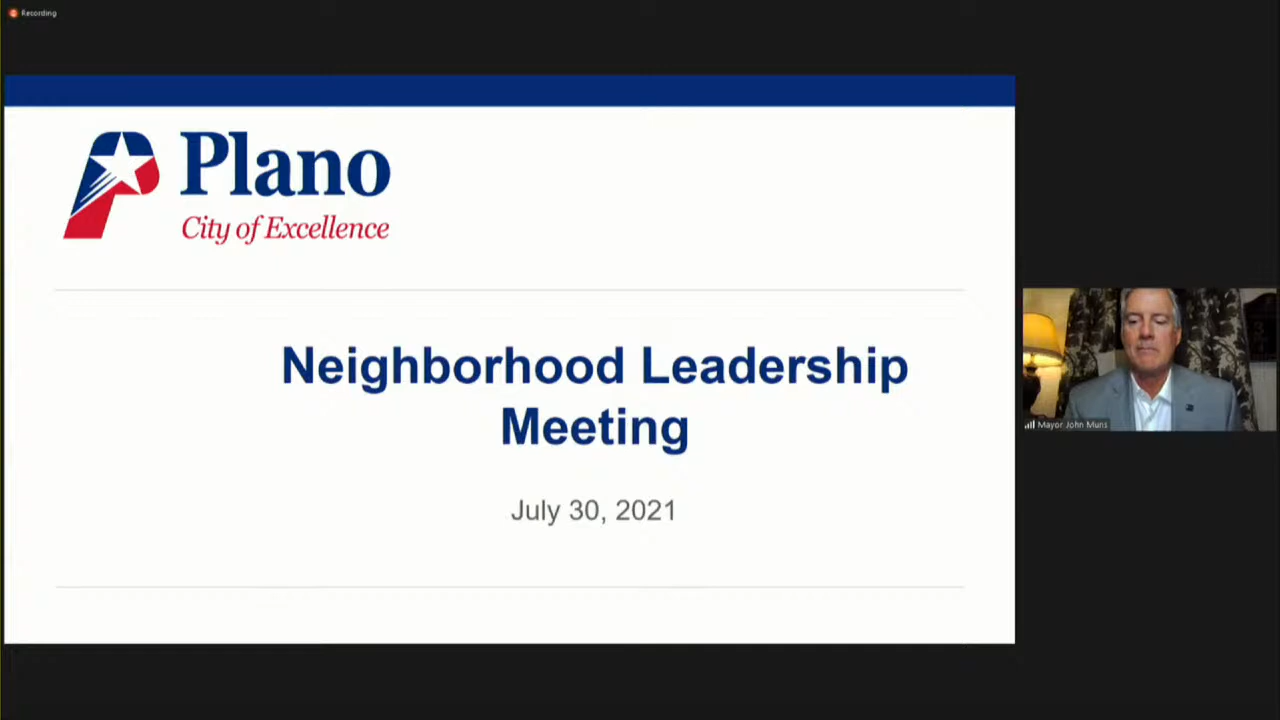 Recording
Plano
City of Excellence
Neighborhood Leadership
Meeting
July 30, 2021
Mayor John Muns